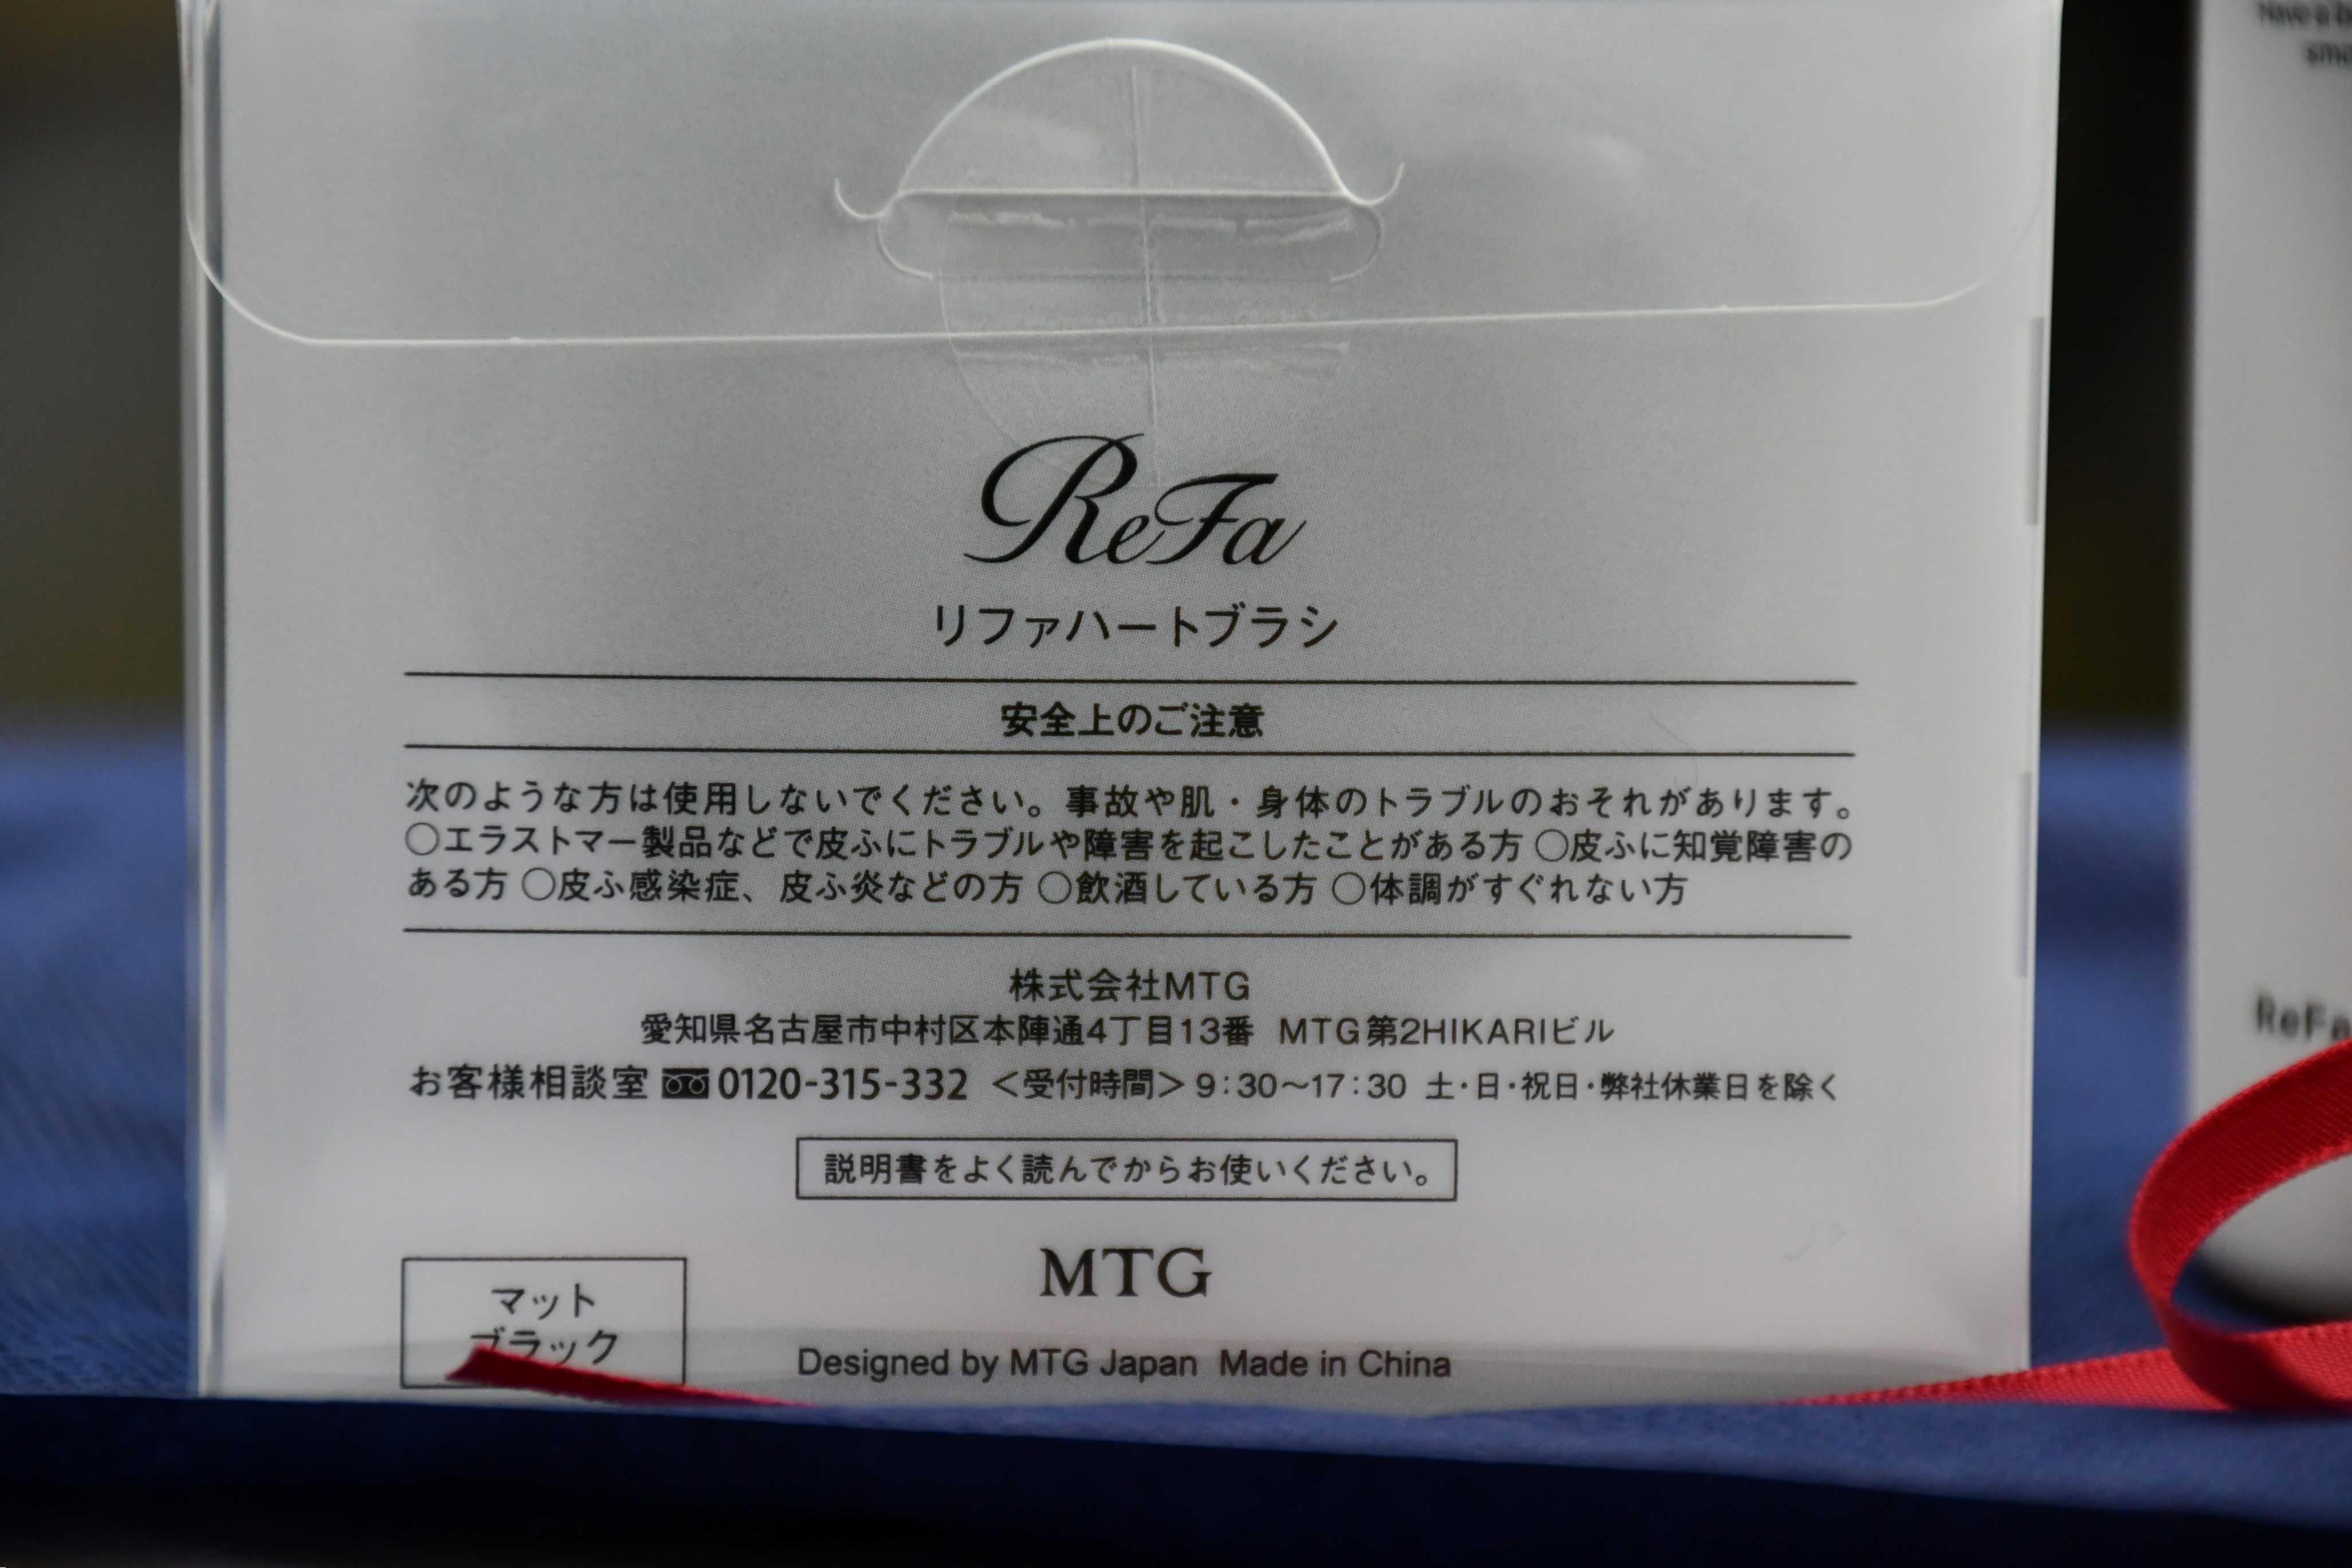 ReFa
リファハートブラシ
安全上のご注意
次のような方は使用しないでください。事故や肌・身体のトラブルのおそれがあります。
○エラストマー製品などで皮ふにトラブルや障害を起こしたことがある方 ○皮ふに知覚障害の
ある方 ○皮ふ感染症、皮ふ炎などの方 ○飲酒している方 ○体調がすぐれない方
株式会社MTG
愛知県名古屋市中村区本陣通4丁目13番 MTG第2HIKARIビル
お客様相談室 0120-315-332 <受付時間> 9:30~17:30 土・日・祝日・弊社休業日を除く
説明書をよく読んでからお使いください。
マット
ブラック
MTG
Designed by MTG Japan Made in China
ReFa